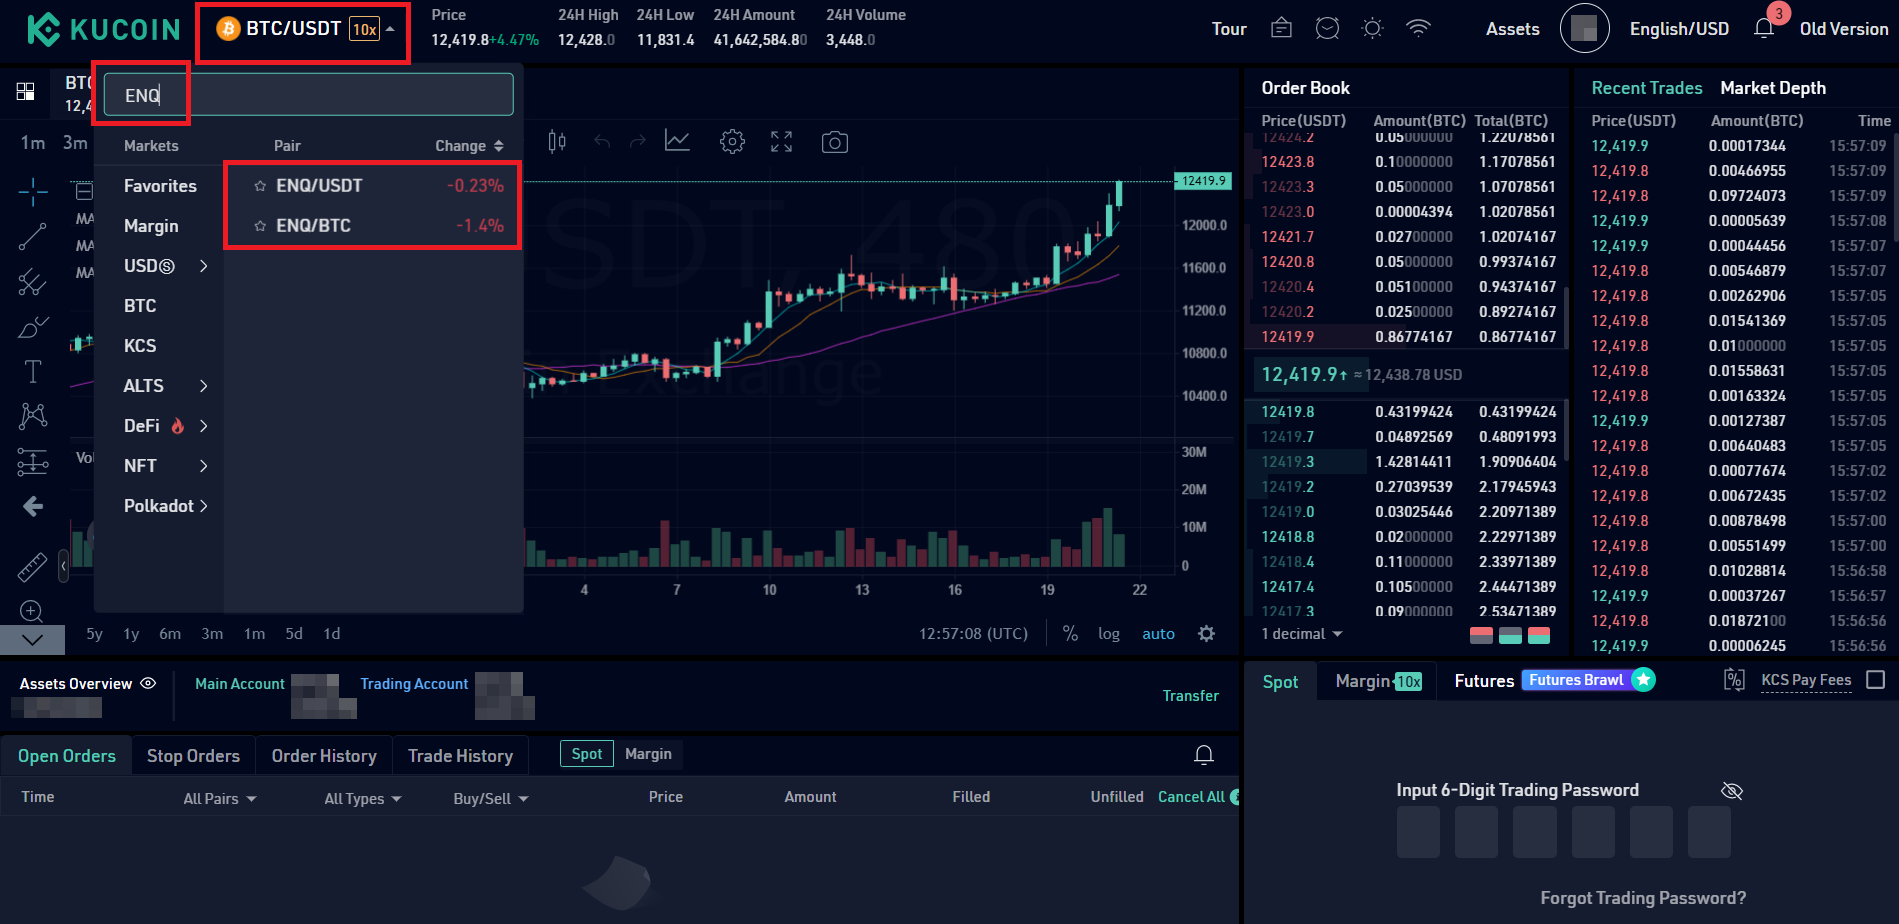 KUCOIN
BTC/USDT 10x
Price
12,419.8+4.47%
24H High
12,428.0
24H Low
11,831.4
24H Amount
41,642,584.80
24H Volume
3,448.0
Tour
Assets
English/USD
3
Old Version
BTC
12,4
ENQ
Markets
Pair
Change
Favorites
Margin
USDⓈ
BTC
KCS
ALTS
DeFi
NFT
Polkadot
ENQ/USDT -0.23%
ENQ/BTC -1.4%
1m 3m
MA
MA
MA
Vol
12419.9
12000.0
11600.0
11200.0
10800.0
10400.0
30M
20M
10M
0
4 7 10 13 16 19 22
5y 1y 6m 3m 1m 5d 1d
12:57:08 (UTC) % log auto
Order Book
Price(USDT) Amount(BTC) Total(BTC)
12424.2 0.05000000 1.22078561
12423.8 0.10000000 1.17078561
12423.3 0.05000000 1.07078561
12423.0 0.00004394 1.02078561
12421.7 0.02700000 1.02074167
12420.8 0.05000000 0.99374167
12420.4 0.05100000 0.94374167
12420.2 0.02500000 0.89274167
12419.9 0.86774167 0.86774167
12,419.9↑ ≈ 12,438.78 USD
12419.8 0.43199424 0.43199424
12419.7 0.04892569 0.48091993
12419.3 1.42814411 1.90906404
12419.2 0.27039539 2.17945943
12419.0 0.03025446 2.20971389
12418.8 0.02000000 2.22971389
12418.4 0.11000000 2.33971389
12417.4 0.10500000 2.44471389
12417.3 0.09000000 2.53471389
1 decimal
Recent Trades Market Depth
Price(USDT) Amount(BTC) Time
12,419.9 0.00017344 15:57:09
12,419.8 0.00466955 15:57:09
12,419.8 0.09724073 15:57:09
12,419.9 0.00005639 15:57:08
12,419.9 0.00044456 15:57:07
12,419.8 0.00546879 15:57:07
12,419.8 0.00262906 15:57:05
12,419.8 0.01541369 15:57:05
12,419.8 0.01000000 15:57:05
12,419.8 0.01558631 15:57:05
12,419.8 0.00163324 15:57:05
12,419.9 0.00127387 15:57:05
12,419.8 0.00640483 15:57:05
12,419.8 0.00077674 15:57:02
12,419.8 0.00672435 15:57:02
12,419.8 0.00878498 15:57:00
12,419.8 0.00551499 15:57:00
12,419.8 0.01028814 15:56:58
12,419.9 0.00037267 15:56:57
12,419.8 0.01872100 15:56:56
12,419.9 0.00006245 15:56:56
Assets Overview
Main Account
Trading Account
Transfer
Open Orders Stop Orders Order History Trade History Spot Margin
Time All Pairs All Types Buy/Sell Price Amount Filled Unfilled Cancel All
Spot Margin 10x Futures Futures Brawl KCS Pay Fees
Input 6-Digit Trading Password
Forgot Trading Password?